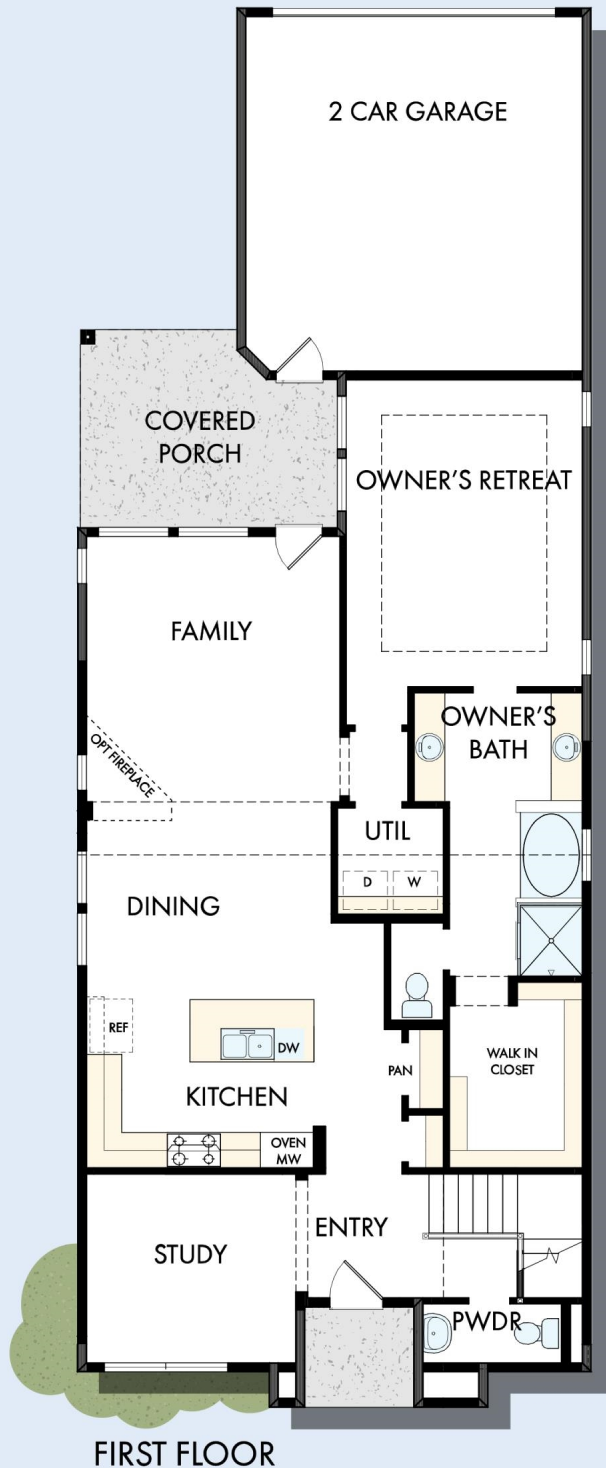 2 CAR GARAGE
COVERED
PORCH
OWNER'S RETREAT
FAMILY
OWNER'S
BATH
OPT FIREPLACE
UTIL
D
W
DINING
REF
DW
PAN
WALK IN
CLOSET
KITCHEN
OVEN
MW
STUDY
ENTRY
PWDR
FIRST FLOOR